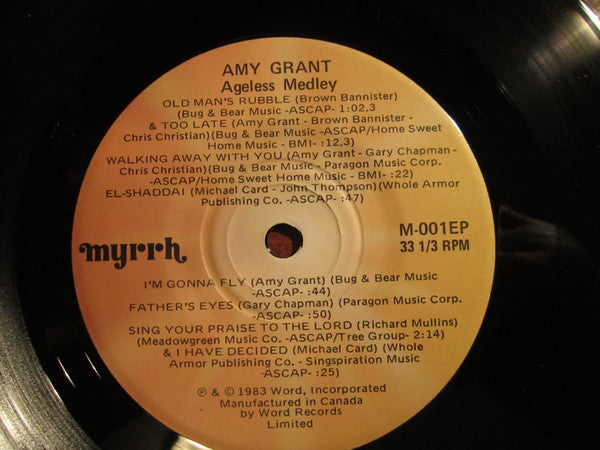 AMY GRANT
Ageless Medley
OLD MAN'S RUBBLE (Brown Bannister)
(Bug & Bear Music -ASCAP- 1:02.3
& TOO LATE (Amy Grant - Brown Bannister -
Chris Christian)(Bug & Bear Music -ASCAP/Home Sweet
Home Music - BMI- :12.3)
WALKING AWAY WITH YOU (Amy Grant - Gary Chapman -
Chris Christian)(Bug & Bear Music - Paragon Music Corp.
-ASCAP/Home Sweet Home Music - BMI- :22)
EL-SHADDAI (Michael Card - John Thompson)(Whole Armor
Publishing Co. -ASCAP- :47)
M-001EP
33 1/3 RPM
myrrh
I'M GONNA FLY (Amy Grant) (Bug & Bear Music
-ASCAP- :44)
FATHER'S EYES (Gary Chapman) (Paragon Music Corp.
-ASCAP- :50)
SING YOUR PRAISE TO THE LORD (Richard Mullins)
(Meadowgreen Music Co. -ASCAP/Tree Group- 2:14)
& I HAVE DECIDED (Michael Card) (Whole
Armor Publishing Co. - Singspiration Music
-ASCAP- :25)
℗ & © 1983 Word, Incorporated
Manufactured in Canada
by Word Records
Limited